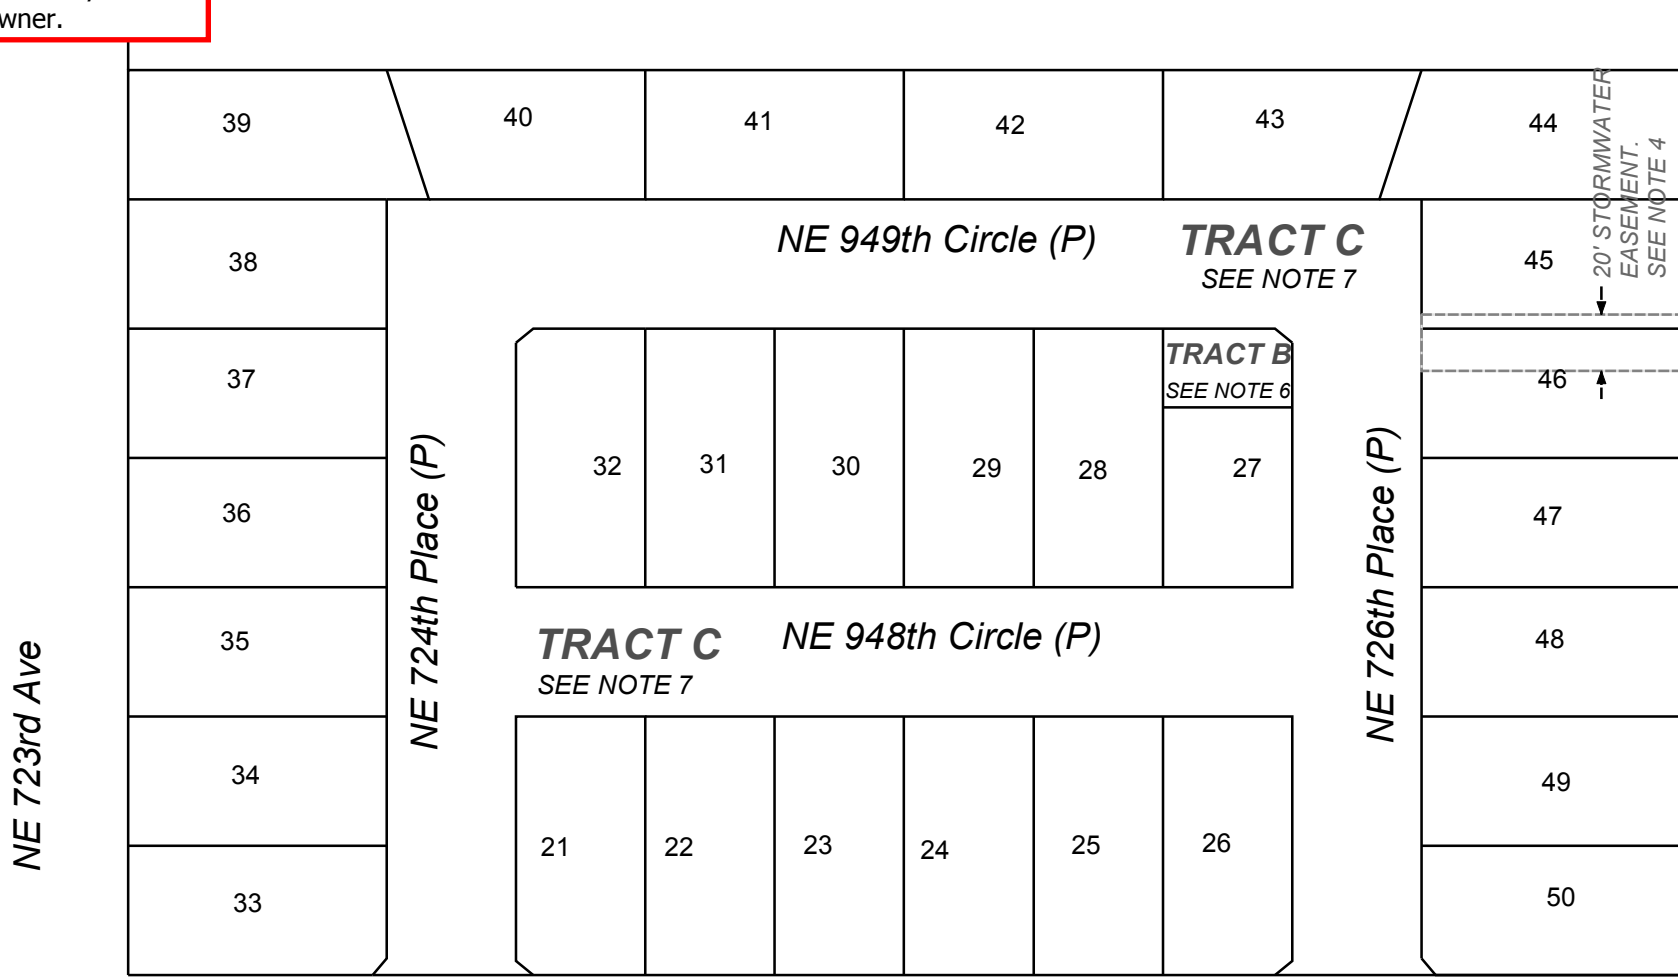 wner.
39
40
41
42
43
44
20' STORMWATER
EASEMENT.
SEE NOTE 4
38
NE 949th Circle (P)
TRACT C
SEE NOTE 7
45
37
TRACT B
SEE NOTE 6
46
36
NE 724th Place (P)
32
31
30
29
28
27
NE 726th Place (P)
47
NE 723rd Ave
35
TRACT C
SEE NOTE 7
NE 948th Circle (P)
48
34
49
21
22
23
24
25
26
33
50